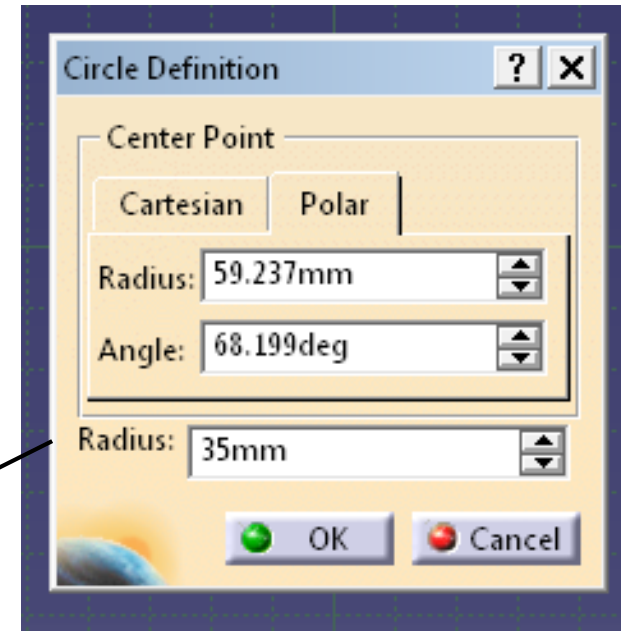 Circle Definition ? X
Center Point
Cartesian Polar
Radius: 59.237mm
Angle: 68.199deg
Radius: 35mm
OK Cancel